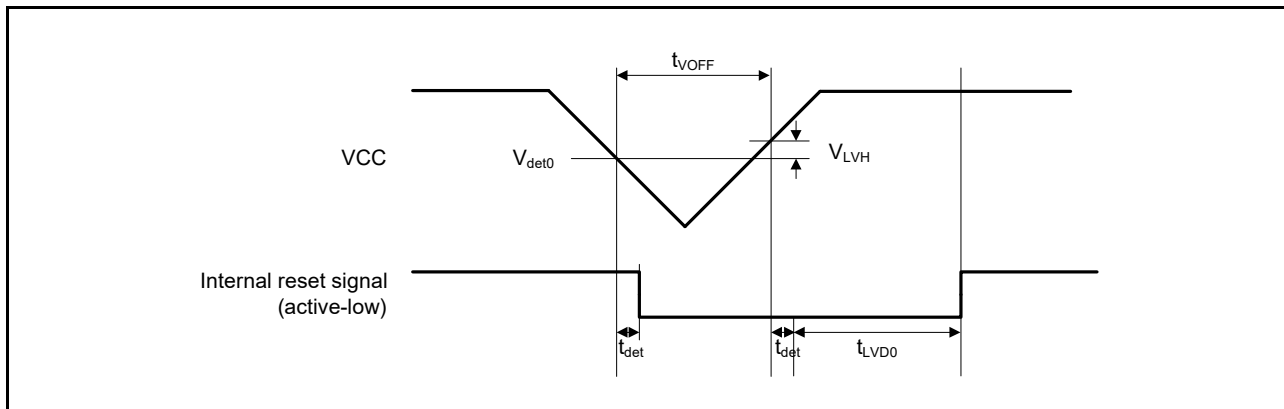 tVOFF
VCC
Vdet0
VLVH
Internal reset signal
(active-low)
tdet
tdet
tLVD0